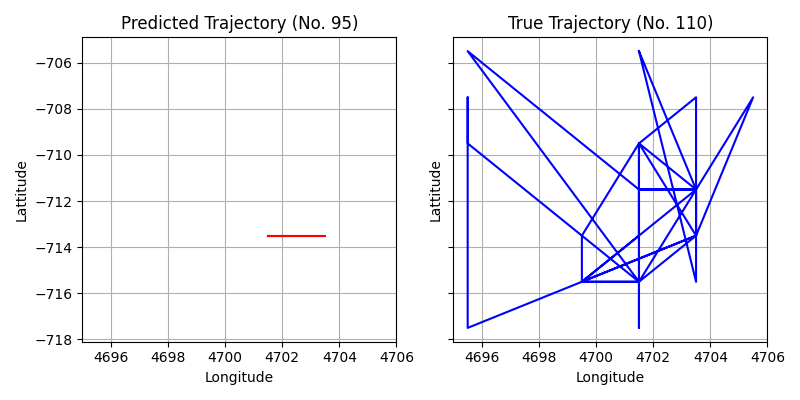 Predicted Trajectory (No. 95)
True Trajectory (No. 110)
Lattitude
−706
−708
−710
−712
−714
−716
−718
4696 4698 4700 4702 4704 4706
Longitude
Lattitude
4696 4698 4700 4702 4704 4706
Longitude